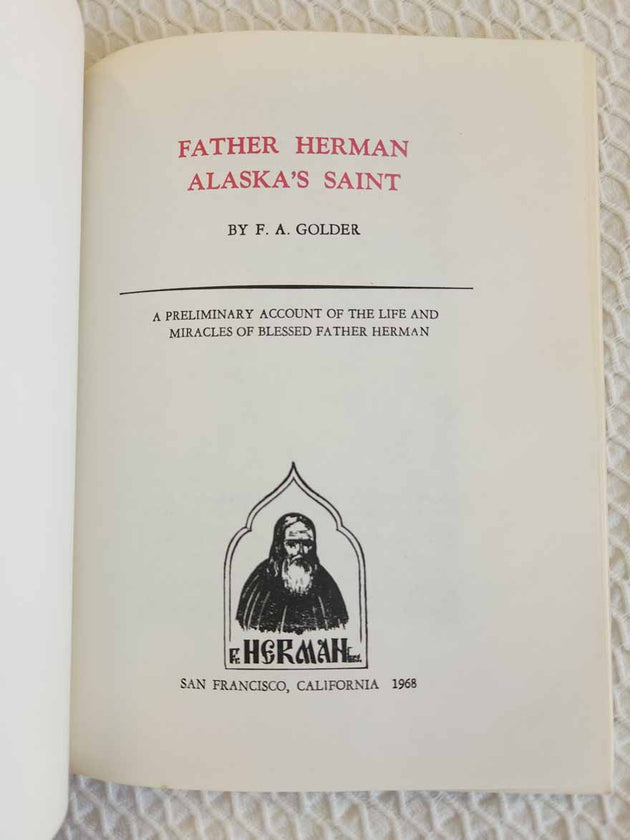 FATHER HERMAN
ALASKA'S SAINT
BY F. A. GOLDER
A PRELIMINARY ACCOUNT OF THE LIFE AND
MIRACLES OF BLESSED FATHER HERMAN
Fr. HERMAN
SAN FRANCISCO, CALIFORNIA 1968